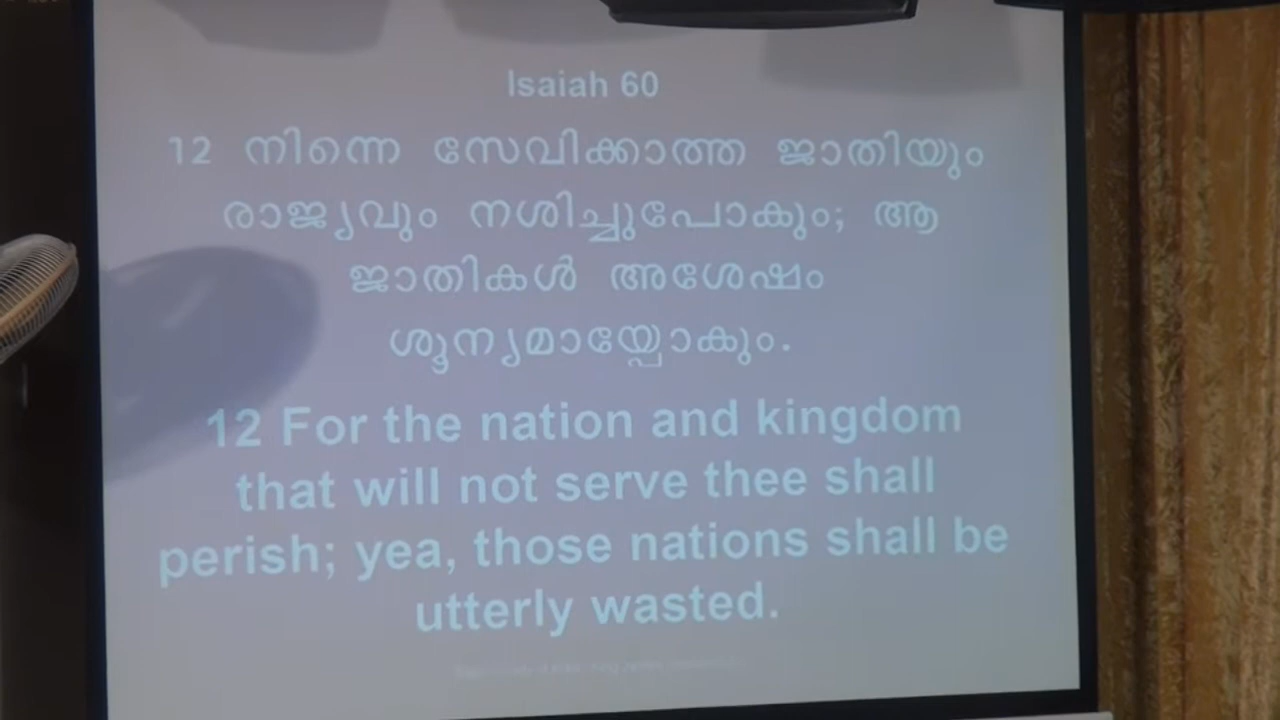 Isaiah 60
12 നിന്നെ സേവിക്കാത്ത ജാതിയും
രാജ്യവും നശിച്ചുപോകും; ആ
ജാതികൾ അശേഷം
ശൂന്യമായ്പോകും.
12 For the nation and kingdom
that will not serve thee shall
perish; yea, those nations shall be
utterly wasted.